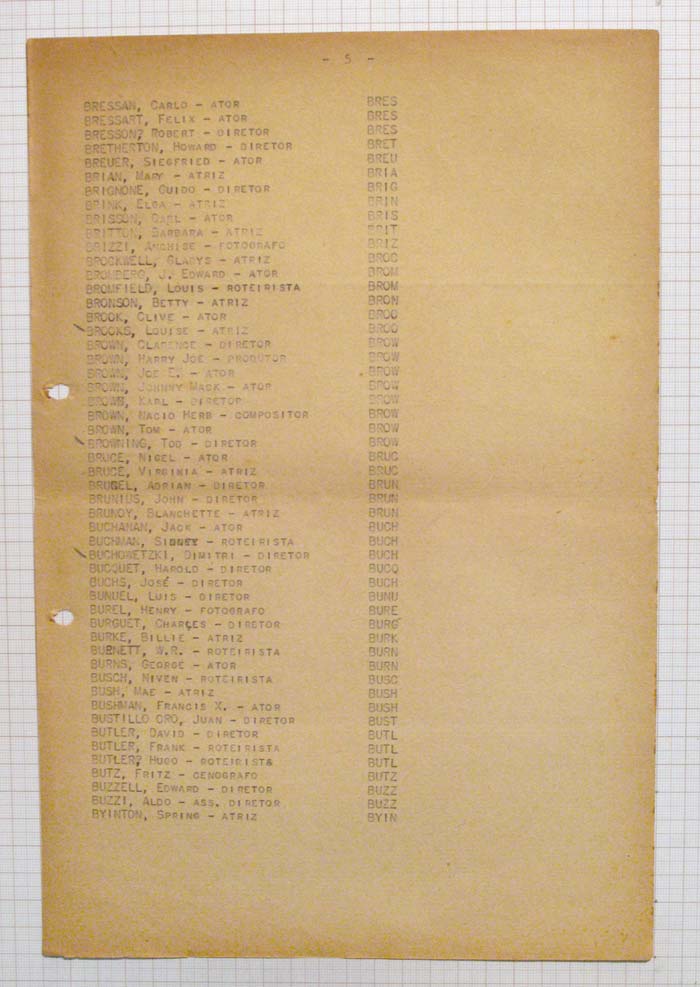 - 5 -
BRESSAN, CARLO - ATOR BRES
BRESSART, FELIX - ATOR BRES
BRESSON, ROBERT - DIRETOR BRES
BRETHERTON, HOWARD - DIRETOR BRET
BREUER, SIEGFRIED - ATOR BREU
BRIAN, MARY - ATRIZ BRIA
BRIGNONE, GUIDO - DIRETOR BRIG
BRINK, ELGA - ATRIZ BRIN
BRISSON, CARL - ATOR BRIS
BRITTON, BARBARA - ATRIZ BRIT
BRIZZI, ANCHISE - FOTOGRAFO BRIZ
BROCKWELL, GLADYS - ATRIZ BROC
BROMBERG, J. EDWARD - ATOR BROM
BROMFIELD, LOUIS - ROTEIRISTA BROM
BRONSON, BETTY - ATRIZ BRON
BROOK, CLIVE - ATOR BROO
BROOKS, LOUISE - ATRIZ BROO
BROWN, CLARENCE - DIRETOR BROW
BROWN, HARRY JOE - PRODUTOR BROW
BROWN, JOE E. - ATOR BROW
BROWN, JOHNNY MACK - ATOR BROW
BROWN, KARL - DIRETOR BROW
BROWN, NACIO HERB - COMPOSITOR BROW
BROWN, TOM - ATOR BROW
BROWNING, TOD - DIRETOR BROW
BRUCE, NIGEL - ATOR BRUC
BRUCE, VIRGINIA - ATRIZ BRUC
BRUGEL, ADRIAN - DIRETOR BRUN
BRUNIUS, JOHN - DIRETOR BRUN
BRUNOY, BLANCHETTE - ATRIZ BRUN
BUCHANAN, JACK - ATOR BUCH
BUCHMAN, SIDNEY - ROTEIRISTA BUCH
BUCHOWETZKI, DIMITRI - DIRETOR BUCH
BUCQUET, HAROLD - DIRETOR BUCQ
BUCHS, JOSÉ - DIRETOR BUCH
BUNUEL, LUIS - DIRETOR BUNU
BUREL, HENRY - FOTOGRAFO BURE
BURGUET, CHARLES - DIRETOR BURG
BURKE, BILLIE - ATRIZ BURK
BURNETT, W.R. - ROTEIRISTA BURN
BURNS, GEORGE - ATOR BURN
BUSCH, NIVEN - ROTEIRISTA BUSC
BUSH, MAE - ATRIZ BUSH
BUSHMAN, FRANCIS X. - ATOR BUSH
BUSTILLO ORO, JUAN - DIRETOR BUST
BUTLER, DAVID - DIRETOR BUTL
BUTLER, FRANK - ROTEIRISTA BUTL
BUTLER, HUGO - ROTEIRISTA BUTL
BUTZ, FRITZ - CENOGRAFO BUTZ
BUZZELL, EDWARD - DIRETOR BUZZ
BUZZI, ALDO - ASS. DIRETOR BUZZ
BYINTON, SPRING - ATRIZ BYIN